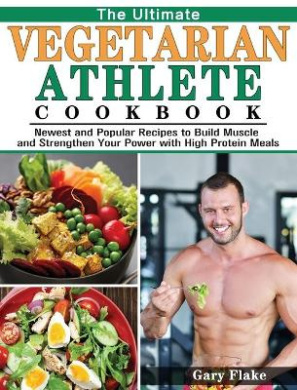 The Ultimate
VEGETARIAN
ATHLETE
COOKBOOK
Newest and Popular Recipes to Build Muscle
and Strengthen Your Power with High Protein Meals
Gary Flake